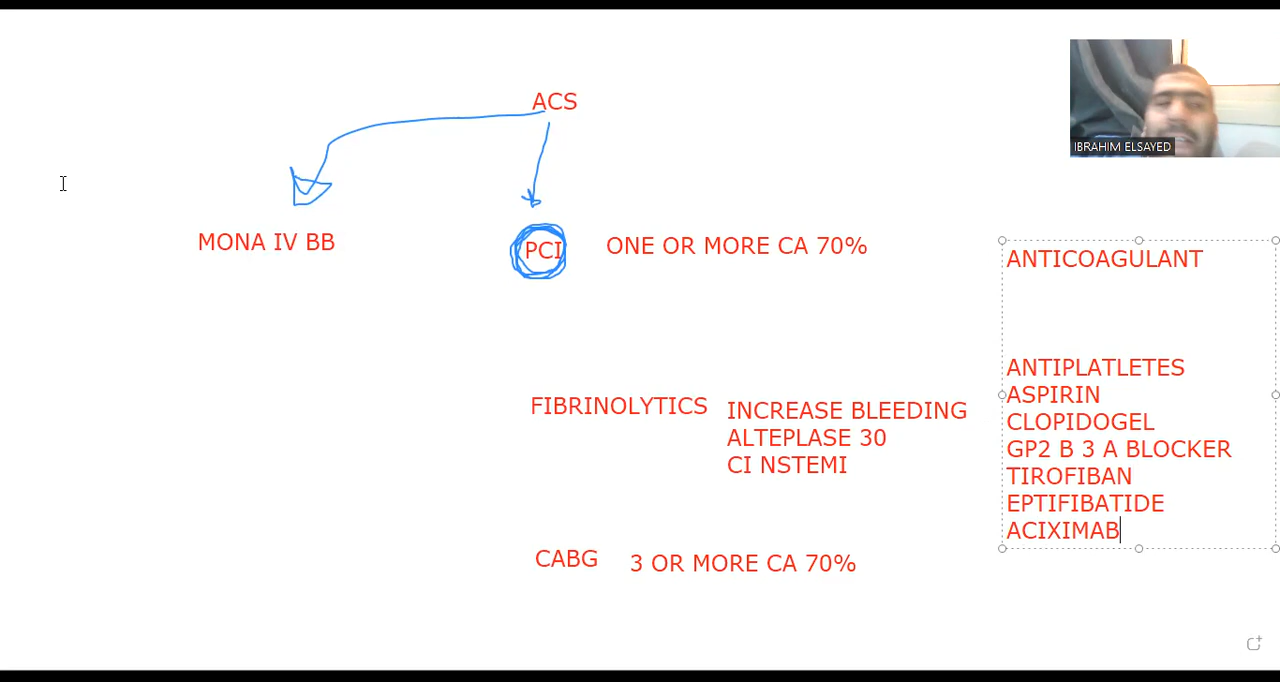 ACS
IBRAHIM ELSAYED
MONA IV BB
PCI
ONE OR MORE CA 70%
FIBRINOLYTICS
INCREASE BLEEDING
ALTEPLASE 30
CI NSTEMI
CABG
3 OR MORE CA 70%
ANTICOAGULANT
ANTIPLATLETES
ASPIRIN
CLOPIDOGEL
GP2 B 3 A BLOCKER
TIROFIBAN
EPTIFIBATIDE
ACIXIMAB